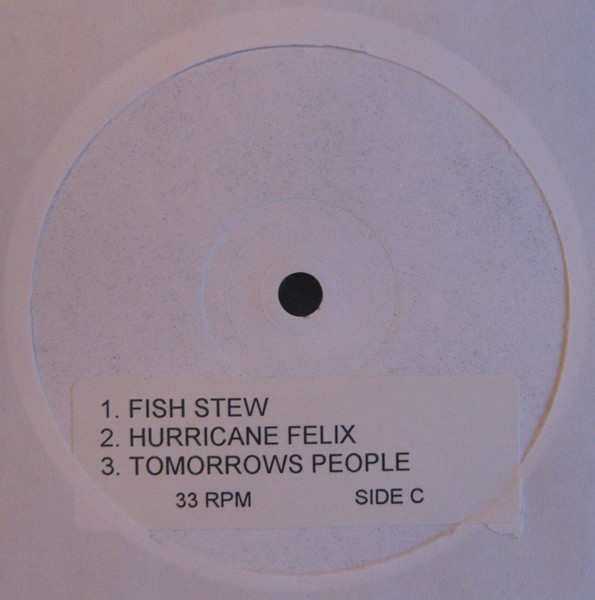 1. FISH STEW
2. HURRICANE FELIX
3. TOMORROWS PEOPLE
33 RPM SIDE C